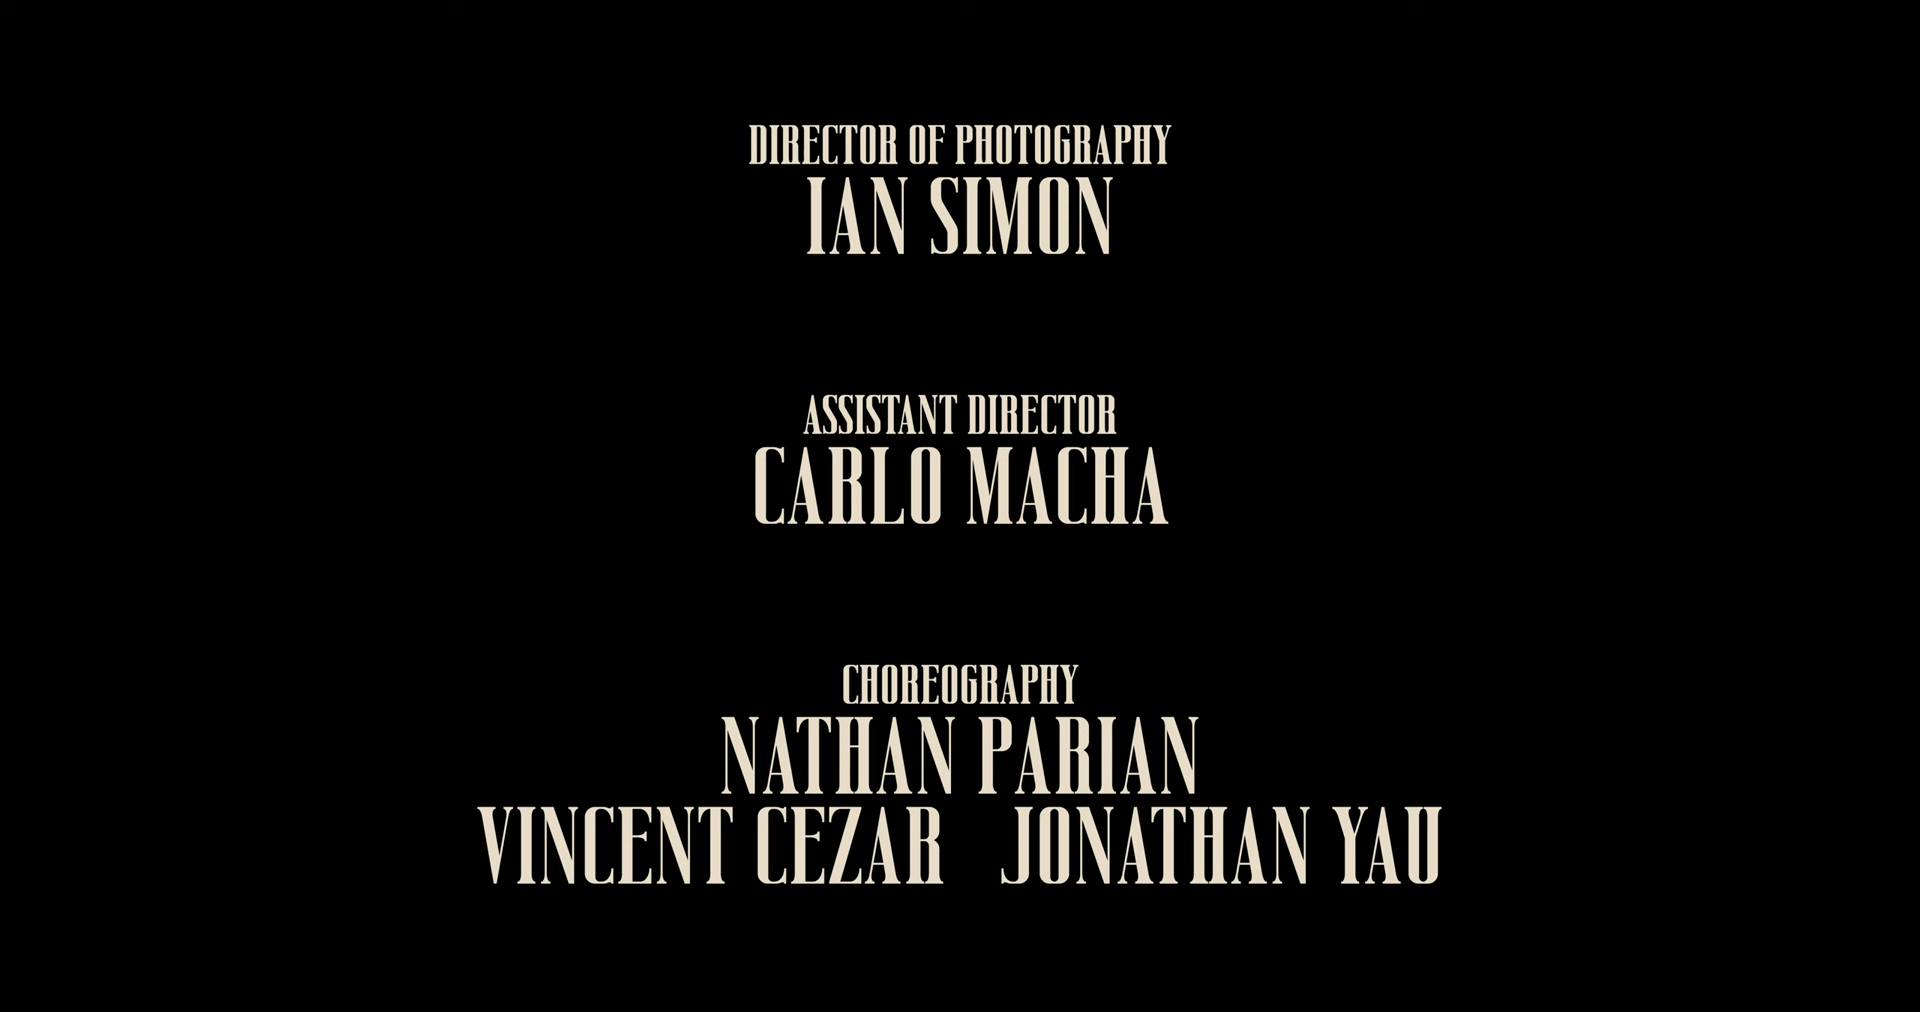 DIRECTOR OF PHOTOGRAPHY
IAN SIMON
ASSISTANT DIRECTOR
CARLO MACHA
CHOREOGRAPHY
NATHAN PARIAN
VINCENT CEZAR JONATHAN YAU